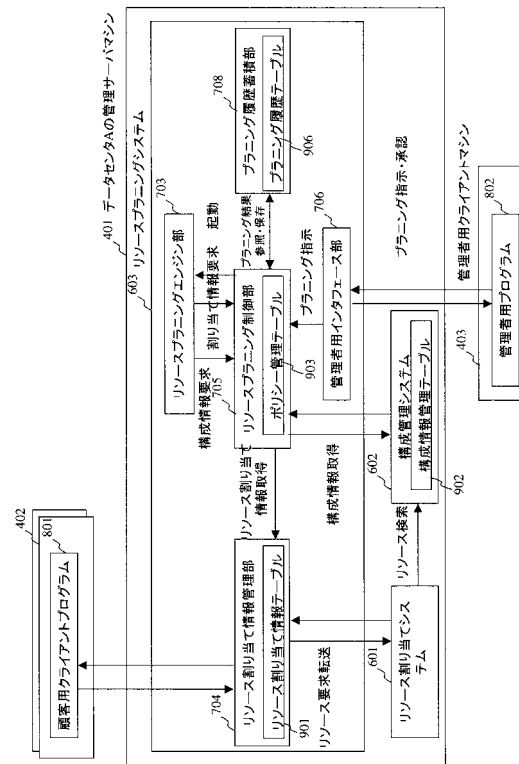 402
801
顧客用クライアントプログラム
401 データセンタAの管理サーバマシン
603
リソースプラニングシステム
703
リソースプラニングエンジン部
構成情報要求
割り当て情報要求
起動
704
リソース割り当て情報管理部
リソース割り当て情報テーブル
901
リソース割り当て
情報取得
705
リソースプラニング制御部
ポリシー管理テーブル
903
プラニング結果
参照・保存
708
プラニング履歴蓄積部
プラニング履歴テーブル
906
プラニング指示
706
管理者用インタフェース部
リソース要求転送
構成情報取得
601
リソース割り当てシス
テム
リソース検索
602
構成管理システム
構成情報管理テーブル
902
プラニング指示・承認
管理者用クライアントマシン
403
802
管理者用プログラム